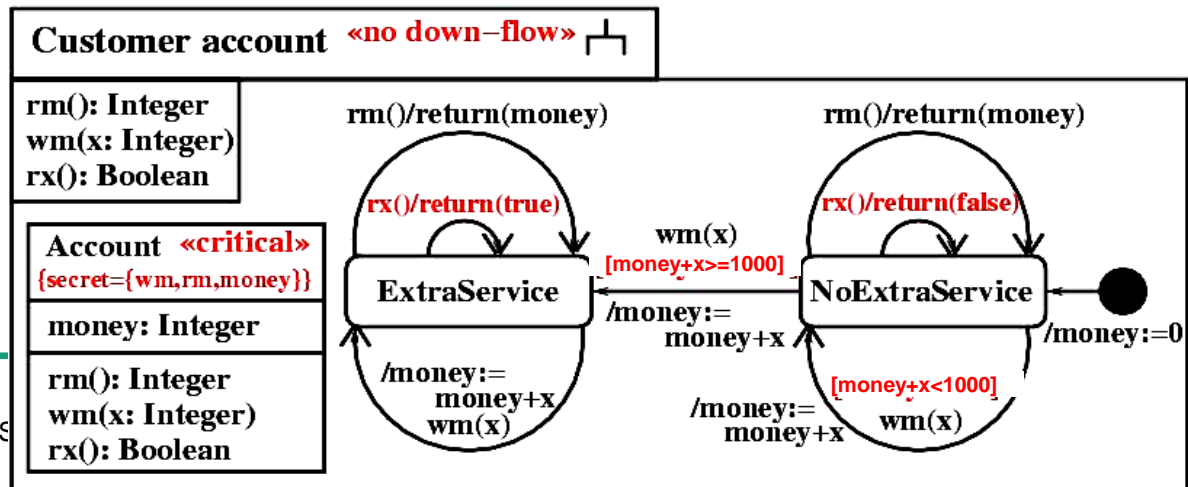 Customer account «no down-flow»
rm(): Integer
wm(x: Integer)
rx(): Boolean
Account «critical»
{secret={wm,rm,money}}
money: Integer
rm(): Integer
wm(x: Integer)
rx(): Boolean
rm()/return(money)
rx()/return(true)
ExtraService
/money:=
money+x
wm(x)
wm(x)
[money+x>=1000]
/money:=
money+x
rm()/return(money)
rx()/return(false)
NoExtraService
[money+x<1000]
/money:=
money+x
wm(x)
/money:=0
s